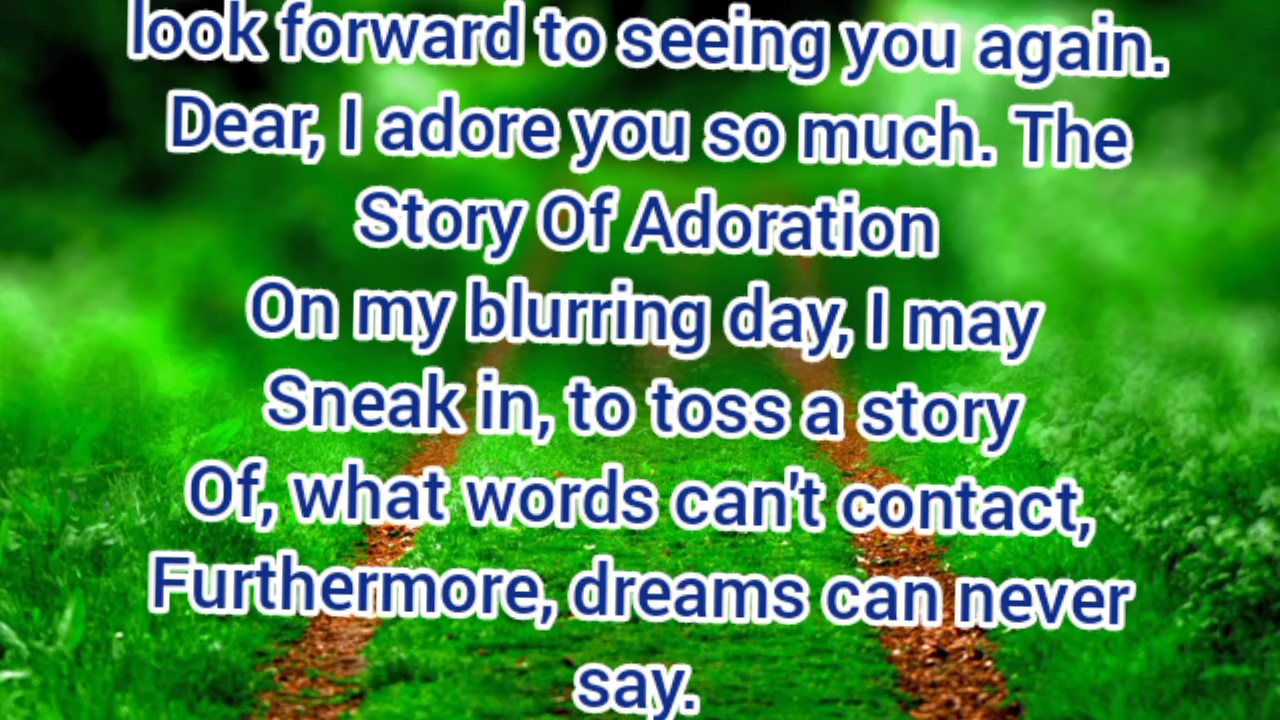 look forward to seeing you again.
Dear, I adore you so much. The
Story Of Adoration
On my blurring day, I may
Sneak in, to toss a story
Of, what words can't contact,
Furthermore, dreams can never
say.